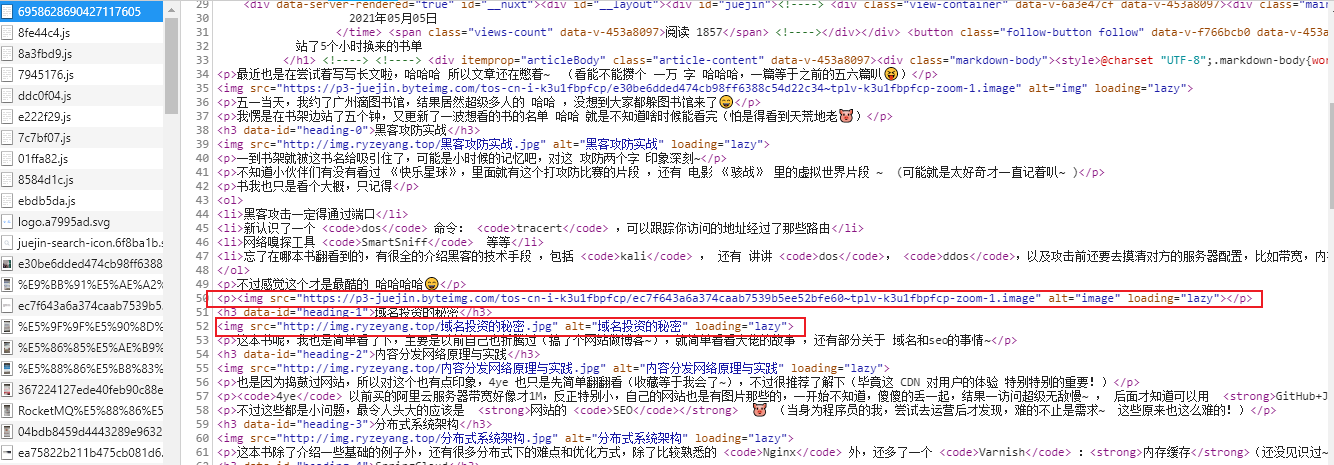 6958628690427117605
8fe44c4.js
8a3fbd9.js
7945176.js
ddc0f04.js
e222f29.js
7c7bf07.js
01ffa82.js
8584d1c.js
ebdb5da.js
logo.a7995ad.svg
juejin-search-icon.6f8ba1b.s
e30be6dded474cb98ff6388
%E9%BB%91%E5%AE%A2%
ec7f643a6a374caab7539b5
%E5%9F%9F%E5%90%8D%
%E5%86%85%E5%AE%B9%
%E5%88%86%E5%B8%83%
367224127ede40feb90c88e
RocketMQ%E5%88%86%E5
04bdb8459d4443289e9632
ea75822b211b475cb081d6
29 <div data-server-rendered="true" id="__nuxt"><div id="__layout"><div id="juejin"><!----> <div class="view-container" data-v-6a3e47cf data-v-453a8097><div class="mai
30 2021年05月05日
31 </time> <span class="views-count" data-v-453a8097>阅读 1857</span> <!----></div></div> <button class="follow-button follow" data-v-f766bcb0 data-v-453a
32 站了5个小时换来的书单
33 </h1> <!----> <!----> <div itemprop="articleBody" class="article-content" data-v-453a8097><div class="markdown-body"><style>@charset "UTF-8";.markdown-body{wor
34 <p>最近也是在尝试着写写长文啦，哈哈哈 所以文章还在憋着~ （看能不能攒个 一万 字 哈哈哈，一篇等于之前的五六篇叭😝）</p>
35 <img src="https://p3-juejin.byteimg.com/tos-cn-i-k3u1fbpfcp/e30be6dded474cb98ff6388c54d22c34~tplv-k3u1fbpfcp-zoom-1.image" alt="img" loading="lazy">
36 <p>五一当天，我约了广州滴图书馆，结果居然超级多人的 哈哈 ，没想到大家都躲图书馆来了😄</p>
37 <p>我愣是在书架边站了五个钟，又更新了一波想看的书的名单 哈哈 就是不知道啥时候能看完（怕是得看到天荒地老🐷）</p>
38 <h3 data-id="heading-0">黑客攻防实战</h3>
39 <img src="http://img.ryzeyang.top/黑客攻防实战.jpg" alt="黑客攻防实战" loading="lazy">
40 <p>一到书架就被这书名给吸引住了，可能是小时候的记忆吧，对这 攻防两个字 印象深刻~</p>
41 <p>不知道小伙伴们有没有看过 《快乐星球》，里面就有这个打攻防比赛的片段 ，还有 电影 《骇战》 里的虚拟世界片段 ~ （可能就是太好奇才一直记着叭~ ）</p>
42 <p>书我也只是看个大概，只记得</p>
43 <ol>
44 <li>黑客攻击一定得通过端口</li>
45 <li>新认识了一个 <code>dos</code> 命令: <code>tracert</code> ，可以跟踪你访问的地址经过了那些路由</li>
46 <li>网络嗅探工具 <code>SmartSniff</code> 等等</li>
47 <li>忘了在哪本书翻看到的，有很全的介绍黑客的技术手段 ，包括 <code>kali</code> ， 还有 讲讲 <code>dos</code>，<code>ddos</code>，以及攻击前还要去摸清对方的服务器配置，比如带宽，内
48 </ol>
49 <p>不过感觉这个才是最酷的 哈哈哈哈😄</p>
50 <p><img src="https://p3-juejin.byteimg.com/tos-cn-i-k3u1fbpfcp/ec7f643a6a374caab7539b5ee52bfe60~tplv-k3u1fbpfcp-zoom-1.image" alt="image" loading="lazy"></p>
51 <h3 data-id="heading-1">域名投资的秘密</h3>
52 <img src="http://img.ryzeyang.top/域名投资的秘密.jpg" alt="域名投资的秘密" loading="lazy">
53 <p>这本书呢，我也是简单看了下，主要是以前自己也折腾过（搞了个网站做博客~），就简单看看大佬的故事 ，还有部分关于 域名和seo的事情~</p>
54 <h3 data-id="heading-2">内容分发网络原理与实践</h3>
55 <img src="http://img.ryzeyang.top/内容分发网络原理与实践.jpg" alt="内容分发网络原理与实践" loading="lazy">
56 <p>也是因为捣鼓过网站，所以对这个也有点印象，4ye 也只是先简单翻翻看（收藏等于我会了~），不过很推荐了解下（毕竟这 CDN 对用户的体验 特别特别的重要！）</p>
57 <p><code>4ye</code> 以前买的阿里云服务器带宽好像才1M，反正特别小，自己的网站也是有图片那些的，一开始不知道，傻傻的丢一起，结果一访问超级无敌慢~ ， 后面才知道可以用 <strong>GitHub+J
58 <p>不过这些都是小问题，最令人头大的应该是 <strong>网站的 <code>SEO</code></strong> 🐷 （当身为程序员的我，尝试去运营后才发现，难的不止是需求~ 这些原来也这么难的！）</p>
59 <h3 data-id="heading-3">分布式系统架构</h3>
60 <img src="http://img.ryzeyang.top/分布式系统架构.jpg" alt="分布式系统架构" loading="lazy">
61 <p>这本书除了介绍一些基础的例子外，还有很多分布式下的难点和优化方式，除了比较熟悉的 <code>Nginx</code> 外，还多了一个 <code>Varnish</code> ：<strong>内存缓存</strong>（还没见识过~
62 <h3 data-id="heading-4">SpringCloud</h3>